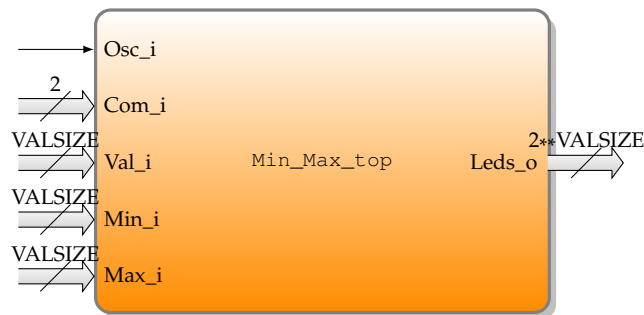 Osc_i
2
Com_i
VALSIZE
Val_i
Min_Max_top
2**VALSIZE
Leds_o
VALSIZE
Min_i
VALSIZE
Max_i